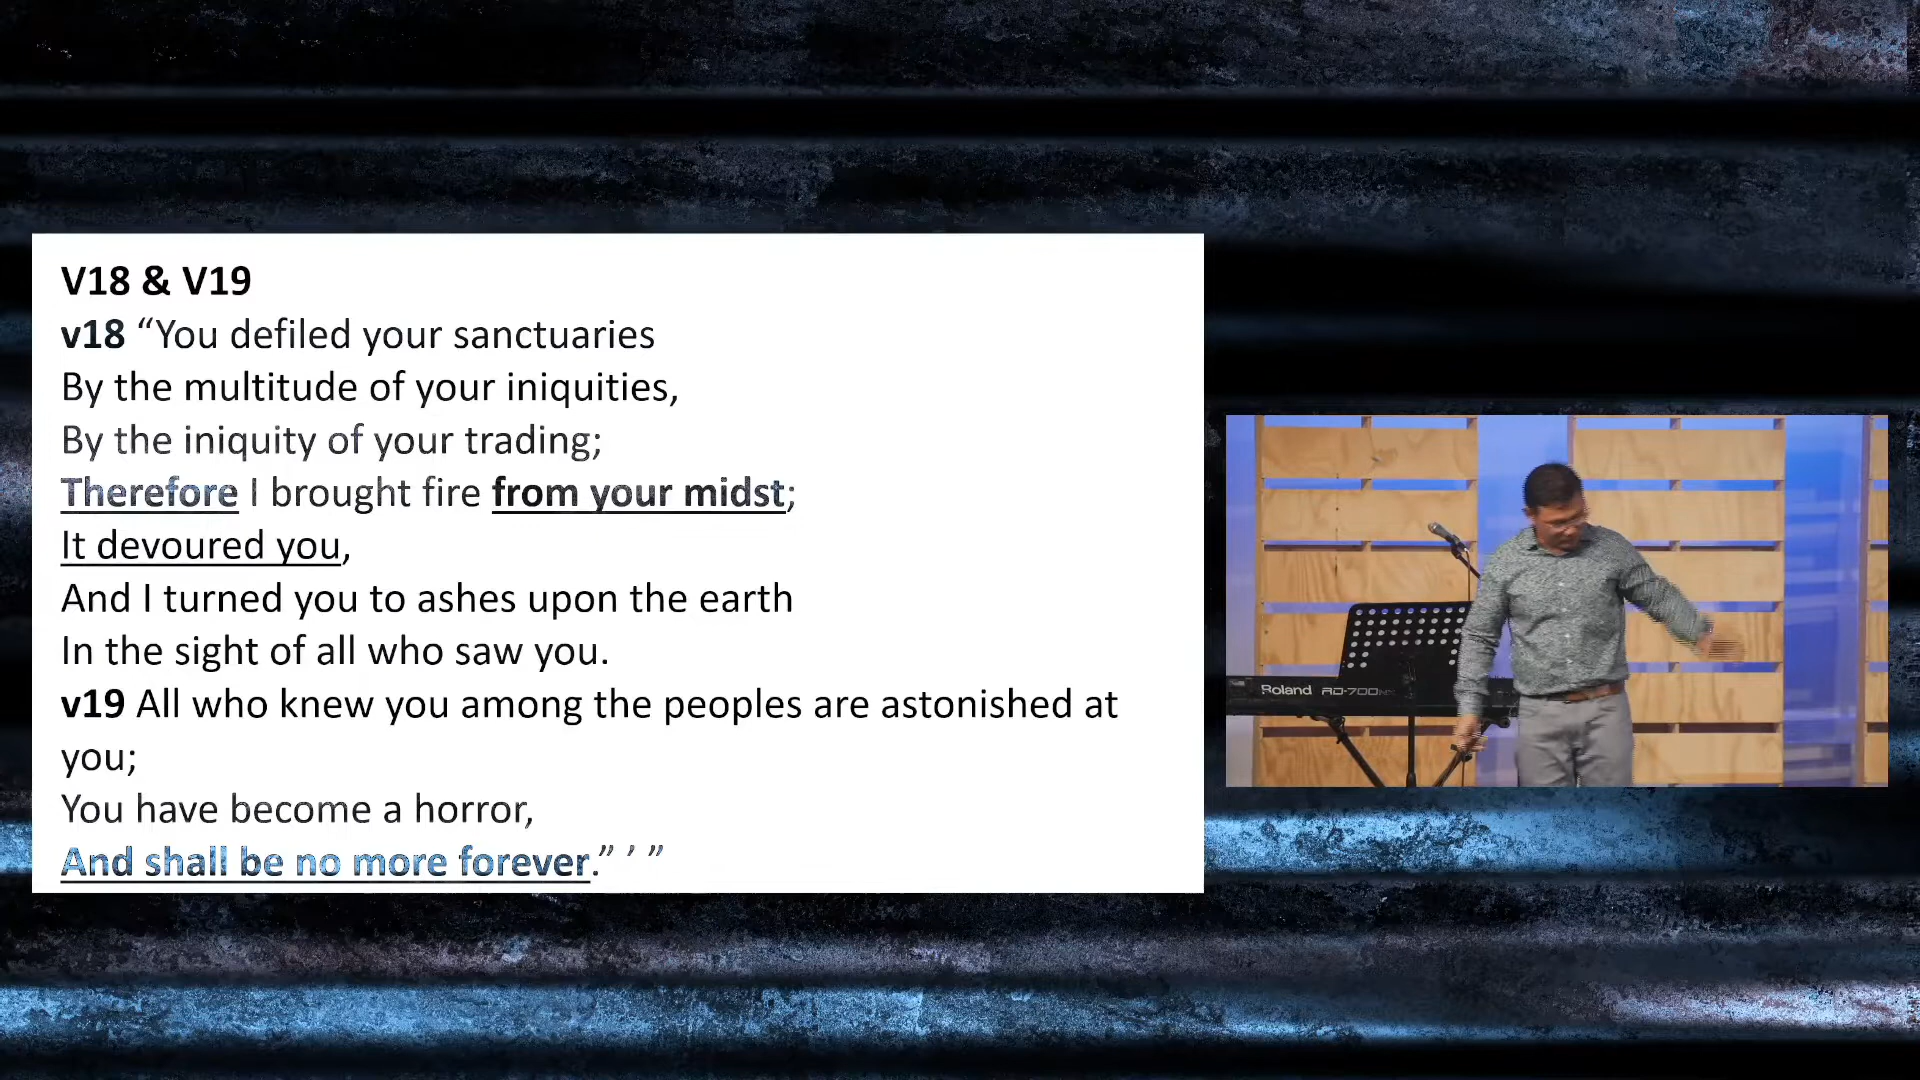 V18 & V19
v18 “You defiled your sanctuaries
By the multitude of your iniquities,
By the iniquity of your trading;
Therefore I brought fire from your midst;
It devoured you,
And I turned you to ashes upon the earth
In the sight of all who saw you.
v19 All who knew you among the peoples are astonished at
you;
You have become a horror,
And shall be no more forever.” ’ ”
Roland RD-700